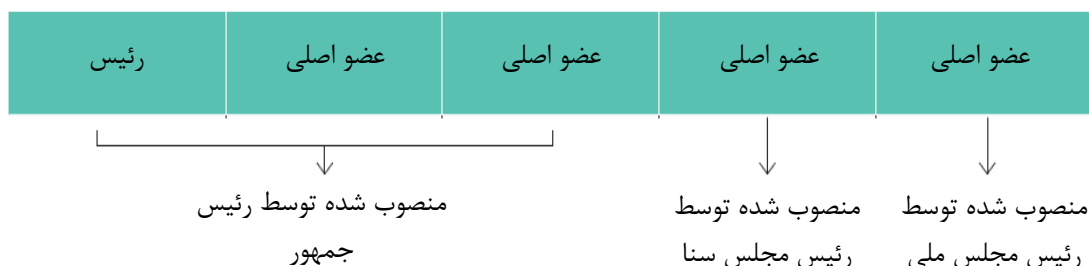 عضو اصلی
عضو اصلی
عضو اصلی
عضو اصلی
رئیس
منصوب شده توسط
رئیس مجلس ملی
منصوب شده توسط
رئیس مجلس سنا
منصوب شده توسط رئیس
جمهور